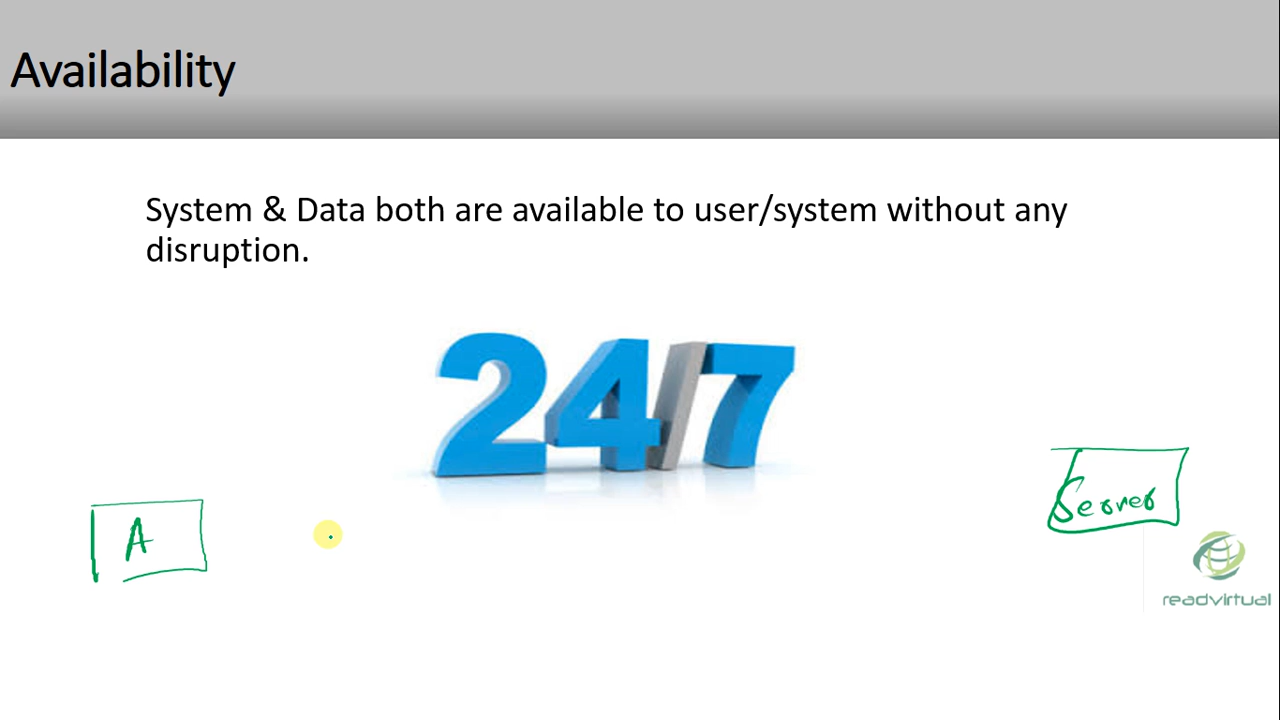 Availability
System & Data both are available to user/system without any
disruption.
24/7
A
Server
readvirtual